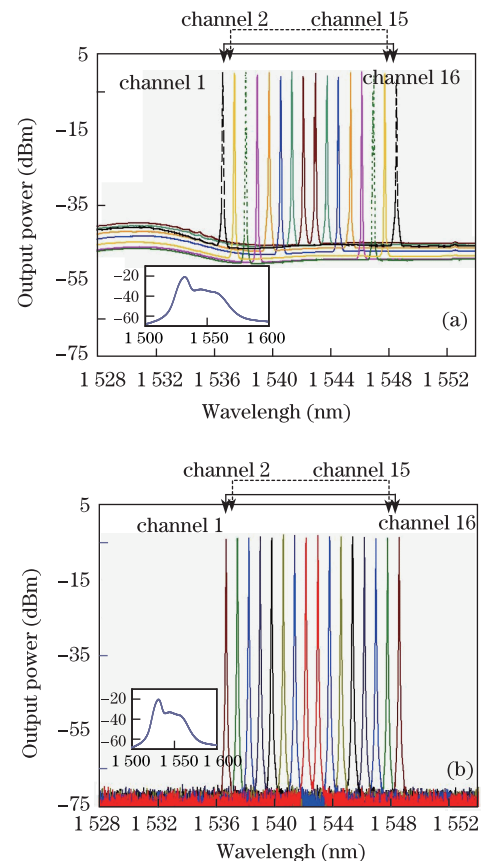 channel 2 channel 15
5
channel 1 channel 16
−15
−35
−55
−75
Output power (dBm)
−20
−40
−60
1 500 1 550 1 600
(a)
1 528 1 532 1 536 1 540 1 544 1 548 1 552
Wavelengh (nm)
channel 2 channel 15
5
channel 1 channel 16
−15
−35
−55
−75
Output power (dBm)
−20
−40
−60
1 500 1 550 1 600
(b)
1 528 1 532 1 536 1 540 1 544 1 548 1 552
Wavelengh (nm)